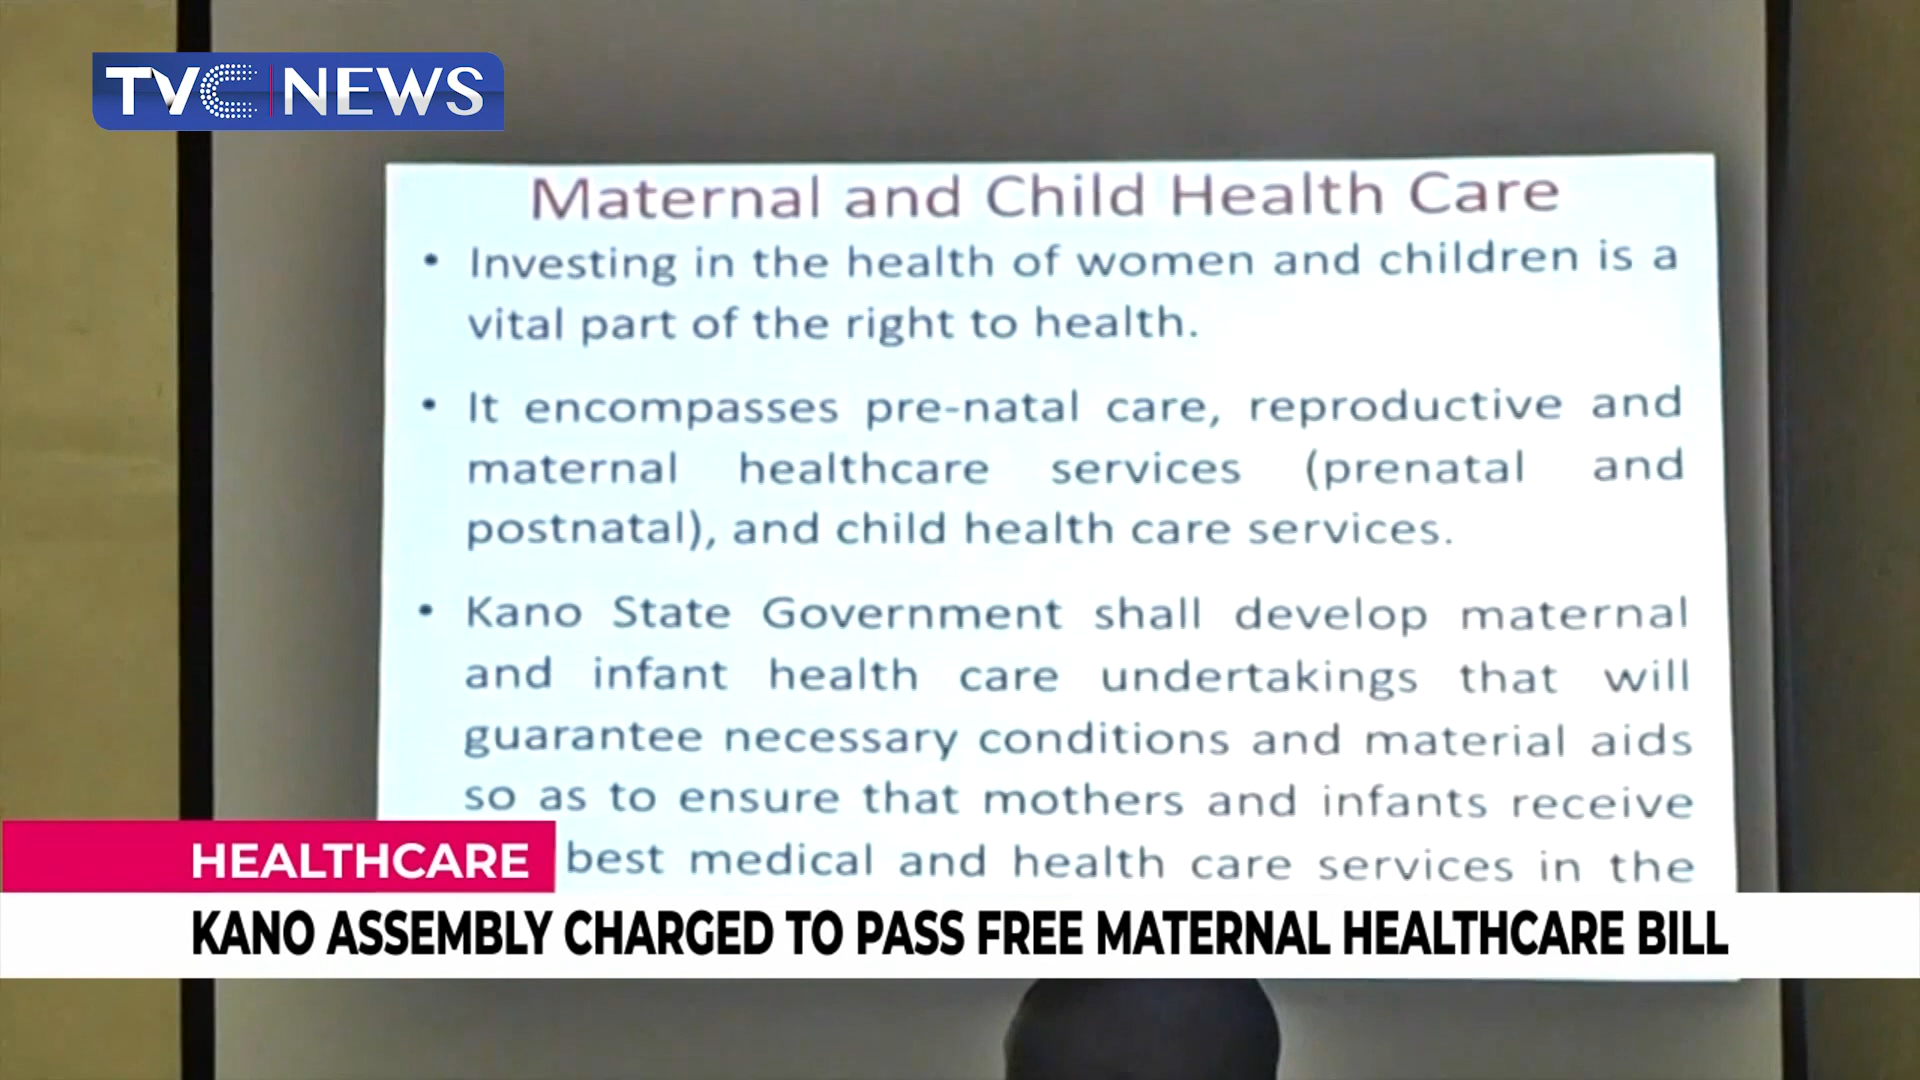 TVC NEWS
Maternal and Child Health Care
• Investing in the health of women and children is a
vital part of the right to health.
• It encompasses pre-natal care, reproductive and
maternal healthcare services (prenatal and
postnatal), and child health care services.
• Kano State Government shall develop maternal
and infant health care undertakings that will
guarantee necessary conditions and material aids
so as to ensure that mothers and infants receive
best medical and health care services in the
HEALTHCARE
KANO ASSEMBLY CHARGED TO PASS FREE MATERNAL HEALTHCARE BILL